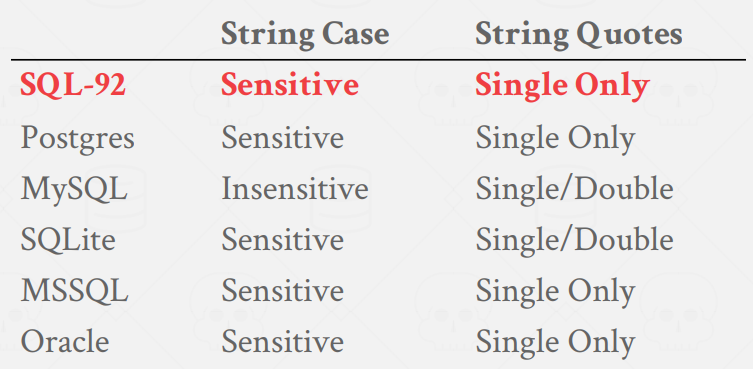 String Case String Quotes
SQL-92 Sensitive Single Only
Postgres Sensitive Single Only
MySQL Insensitive Single/Double
SQLite Sensitive Single/Double
MSSQL Sensitive Single Only
Oracle Sensitive Single Only